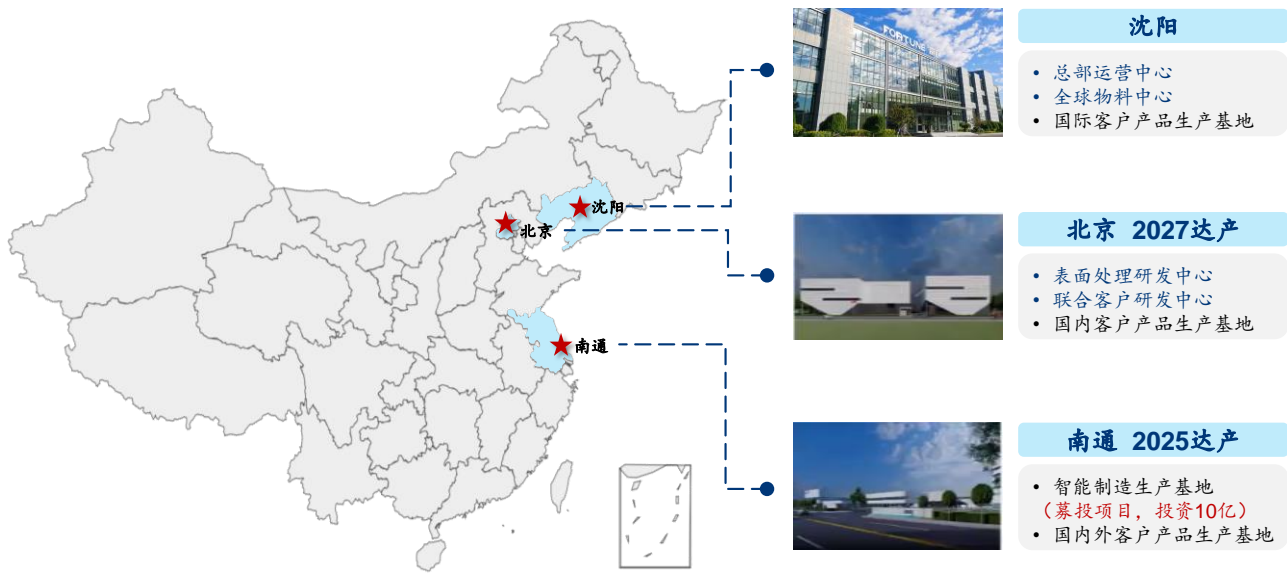 沈阳
北京
南通
FORTUNE
沈阳
• 总部运营中心
• 全球物料中心
• 国际客户产品生产基地
北京 2027达产
• 表面处理研发中心
• 联合客户研发中心
• 国内客户产品生产基地
南通 2025达产
• 智能制造生产基地
（募投项目，投资10亿）
• 国内外客户产品生产基地